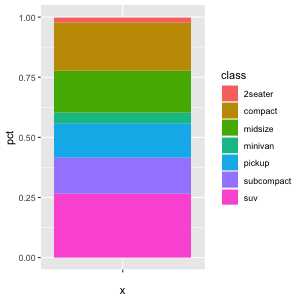 1.00
0.75
0.50
0.25
0.00
pct
x
class
2seater
compact
midsize
minivan
pickup
subcompact
suv